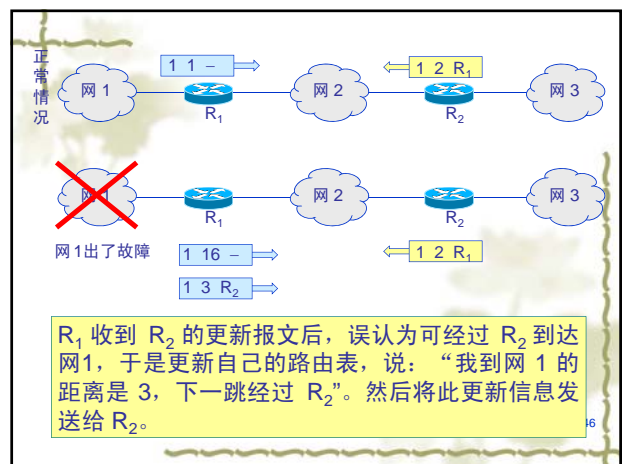 正常情况
1 1 –
1 2 R₁
网 1
网 2
网 3
R₁
R₂
网 1
网 2
网 3
R₁
R₂
网1出了故障
1 16 –
1 2 R₁
1 3 R₂
R₁ 收到 R₂ 的更新报文后，误认为可经过 R₂ 到达
网1，于是更新自己的路由表，说：“我到网 1 的
距离是 3，下一跳经过 R₂”。然后将此更新信息发
送给 R₂。
46